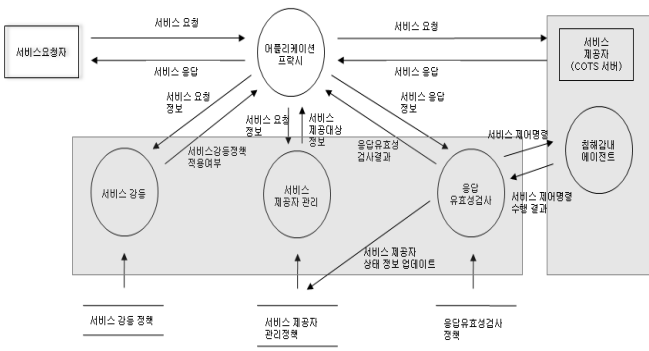 서비스 요청
서비스 요청
서비스요청자
어플리케이션
프락시
서비스
제공자
(COTS 서버)
서비스 응답
서비스 응답
서비스 요청
정보
서비스 요청
정보
서비스
제공대상
정보
서비스 응답
정보
서비스 제어명령
침해감내
에이전트
서비스강등정책
적용여부
응답유효성
검사결과
서비스 강등
서비스
제공자 관리
응답
유효성검사
서비스 제어명령
수행 결과
서비스 제공자
상태 정보 업데이트
서비스 강등 정책
서비스 제공자
관리정책
응답유효성검사
정책